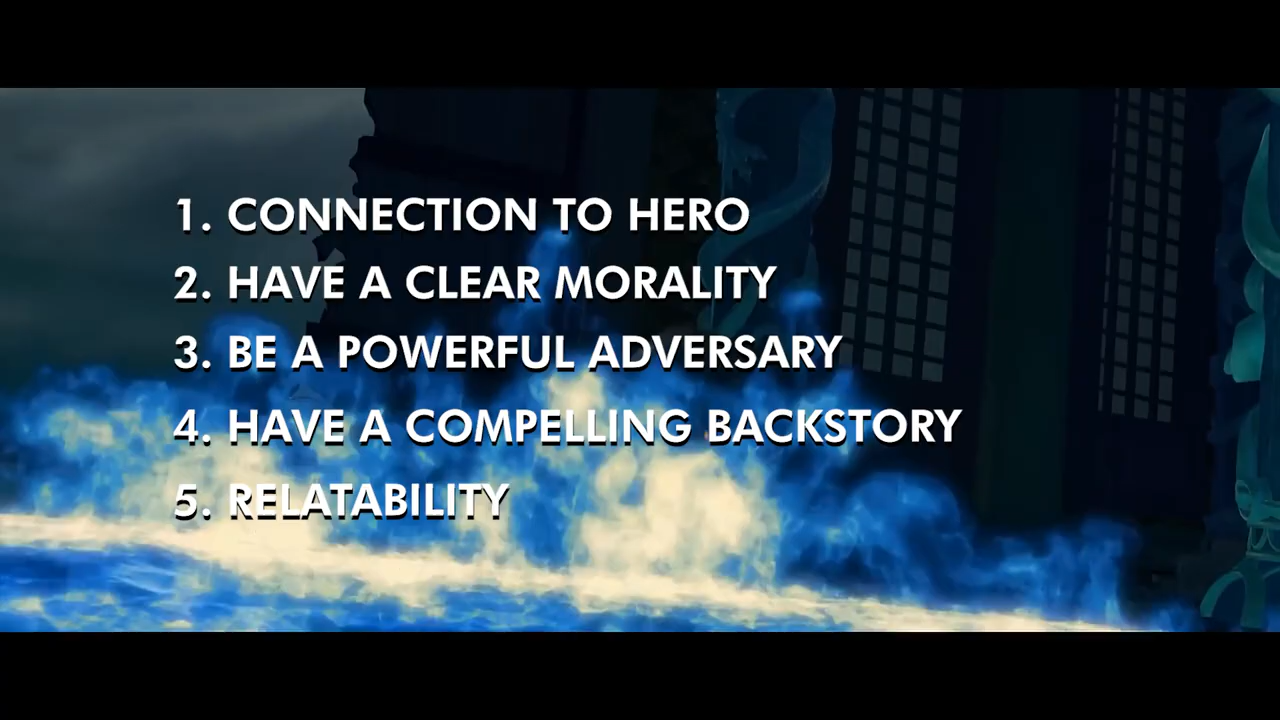 1. CONNECTION TO HERO
2. HAVE A CLEAR MORALITY
3. BE A POWERFUL ADVERSARY
4. HAVE A COMPELLING BACKSTORY
5. RELATABILITY